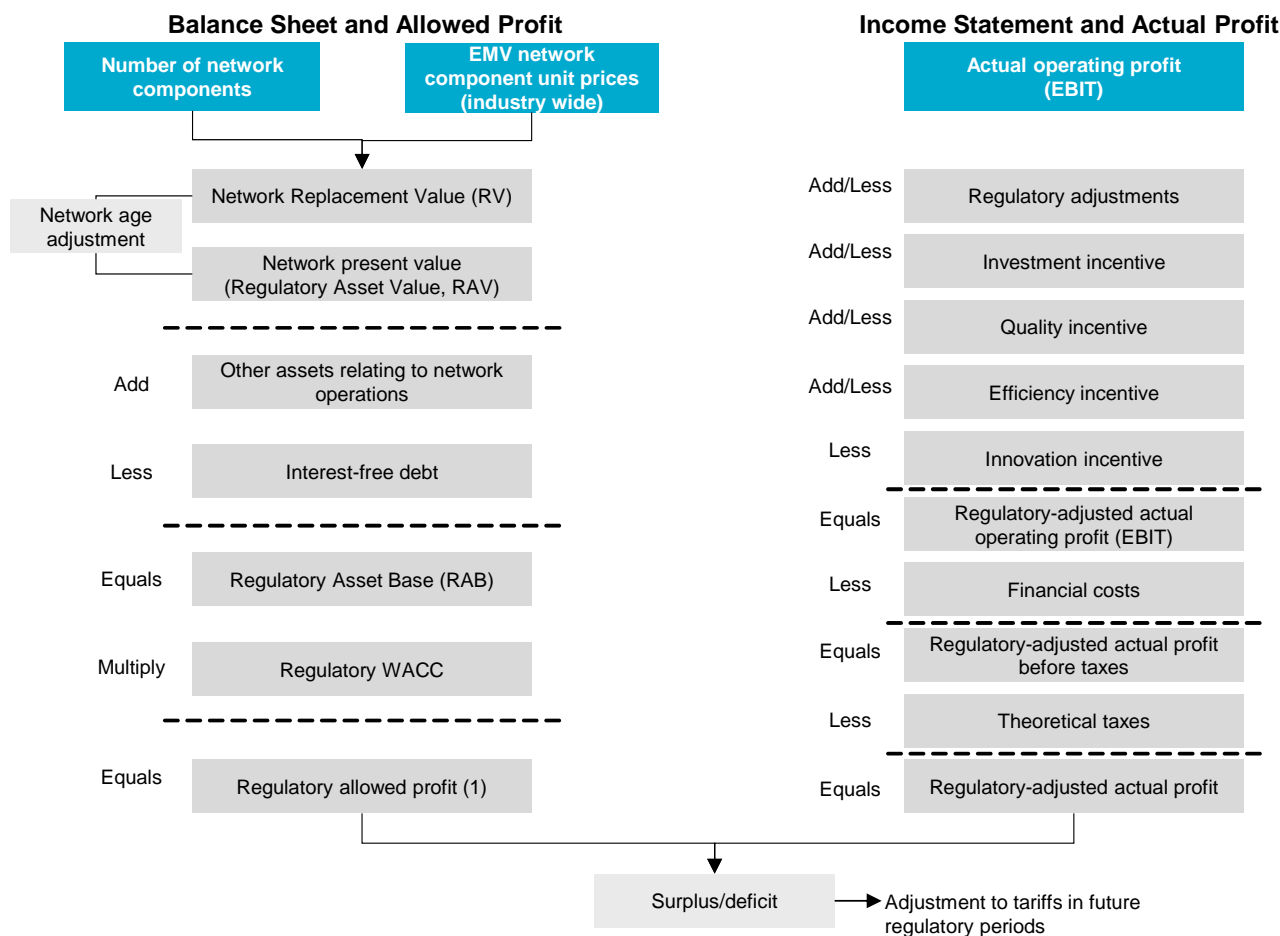 Balance Sheet and Allowed Profit
Number of network
components
EMV network
component unit prices
(industry wide)
Network Replacement Value (RV)
Network age
adjustment
Network present value
(Regulatory Asset Value, RAV)
Add
Other assets relating to network
operations
Less
Interest-free debt
Equals
Regulatory Asset Base (RAB)
Multiply
Regulatory WACC
Equals
Regulatory allowed profit (1)
Income Statement and Actual Profit
Actual operating profit
(EBIT)
Add/Less
Regulatory adjustments
Add/Less
Investment incentive
Add/Less
Quality incentive
Add/Less
Efficiency incentive
Less
Innovation incentive
Equals
Regulatory-adjusted actual
operating profit (EBIT)
Less
Financial costs
Equals
Regulatory-adjusted actual profit
before taxes
Less
Theoretical taxes
Equals
Regulatory-adjusted actual profit
Surplus/deficit
Adjustment to tariffs in future
regulatory periods